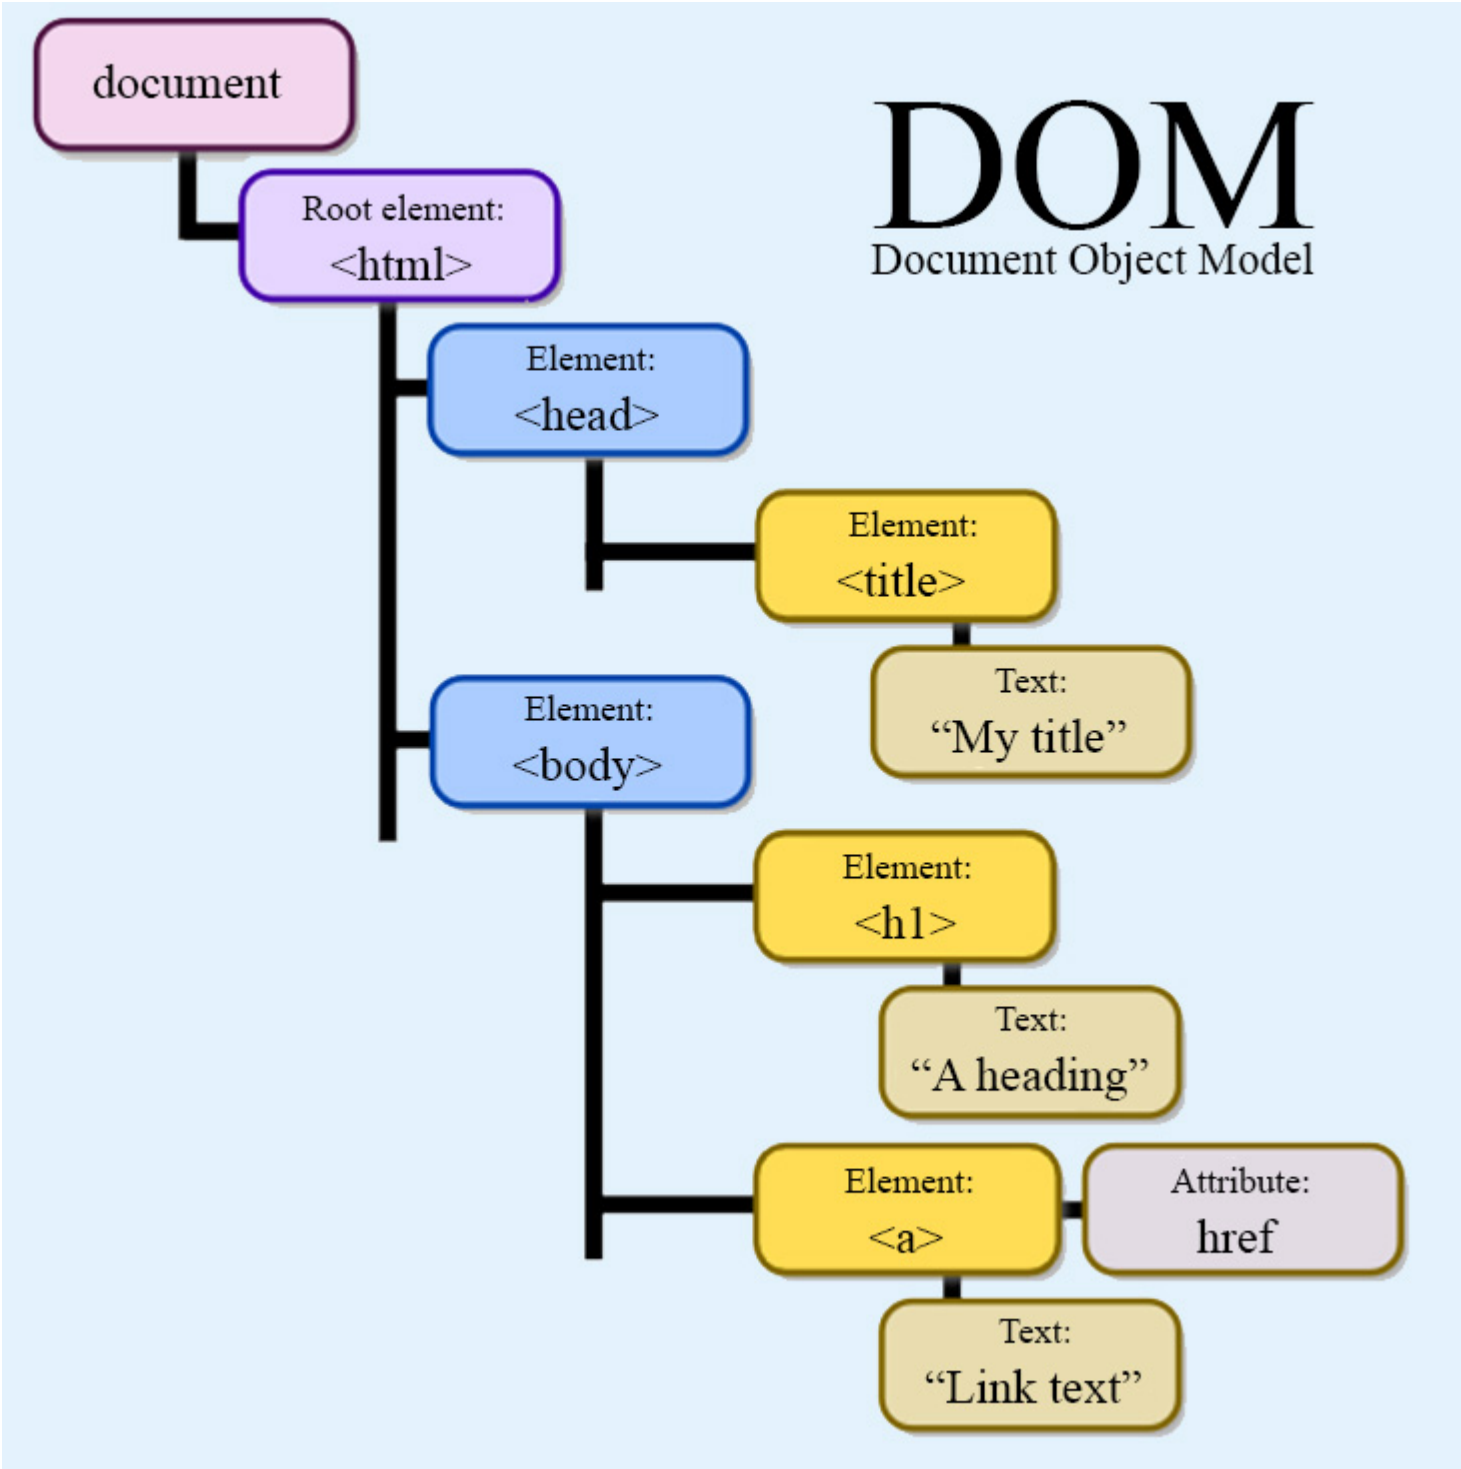 document
DOM
Document Object Model
Root element:
<html>
Element:
<head>
Element:
<title>
Text:
“My title”
Element:
<body>
Element:
<h1>
Text:
“A heading”
Element:
<a>
Attribute:
href
Text:
“Link text”